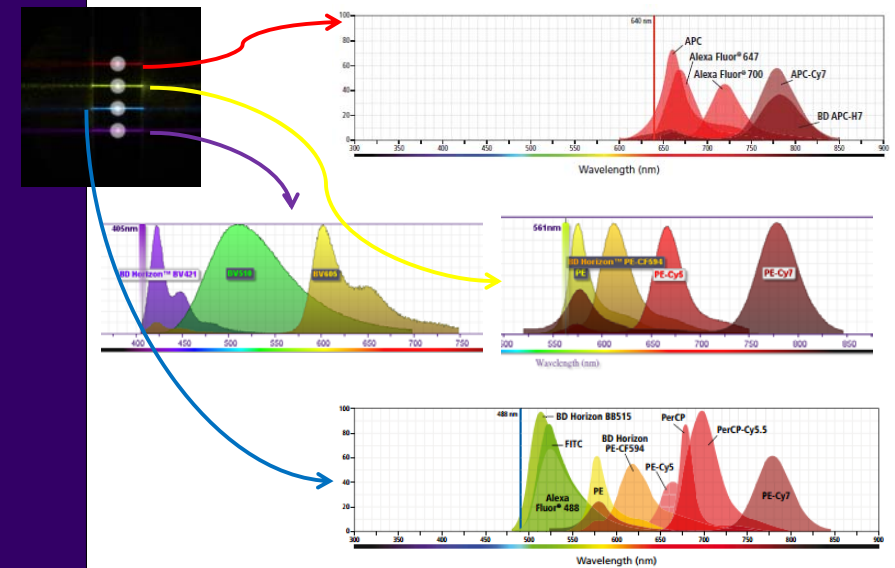 100
80
60
40
20
0
640 nm
APC
Alexa Fluor® 647
Alexa Fluor® 700
APC-Cy7
BD APC-H7
300 350 400 450 500 550 600 650 700 750 800 850 900
Wavelength (nm)
405nm
BD Horizon™ BV421
BV510
BV605
400 450 500 550 600 650 700 750
561nm
BD Horizon™ PE-CF594
PE
PE-Cy5
PE-Cy7
500 550 600 650 700 750 800 850
Wavelength (nm)
100
80
60
40
20
0
488 nm
BD Horizon BB515
FITC
Alexa
Fluor® 488
PE
BD Horizon
PE-CF594
PE-Cy5
PerCP
PerCP-Cy5.5
PE-Cy7
300 350 400 450 500 550 600 650 700 750 800 850 900
Wavelength (nm)